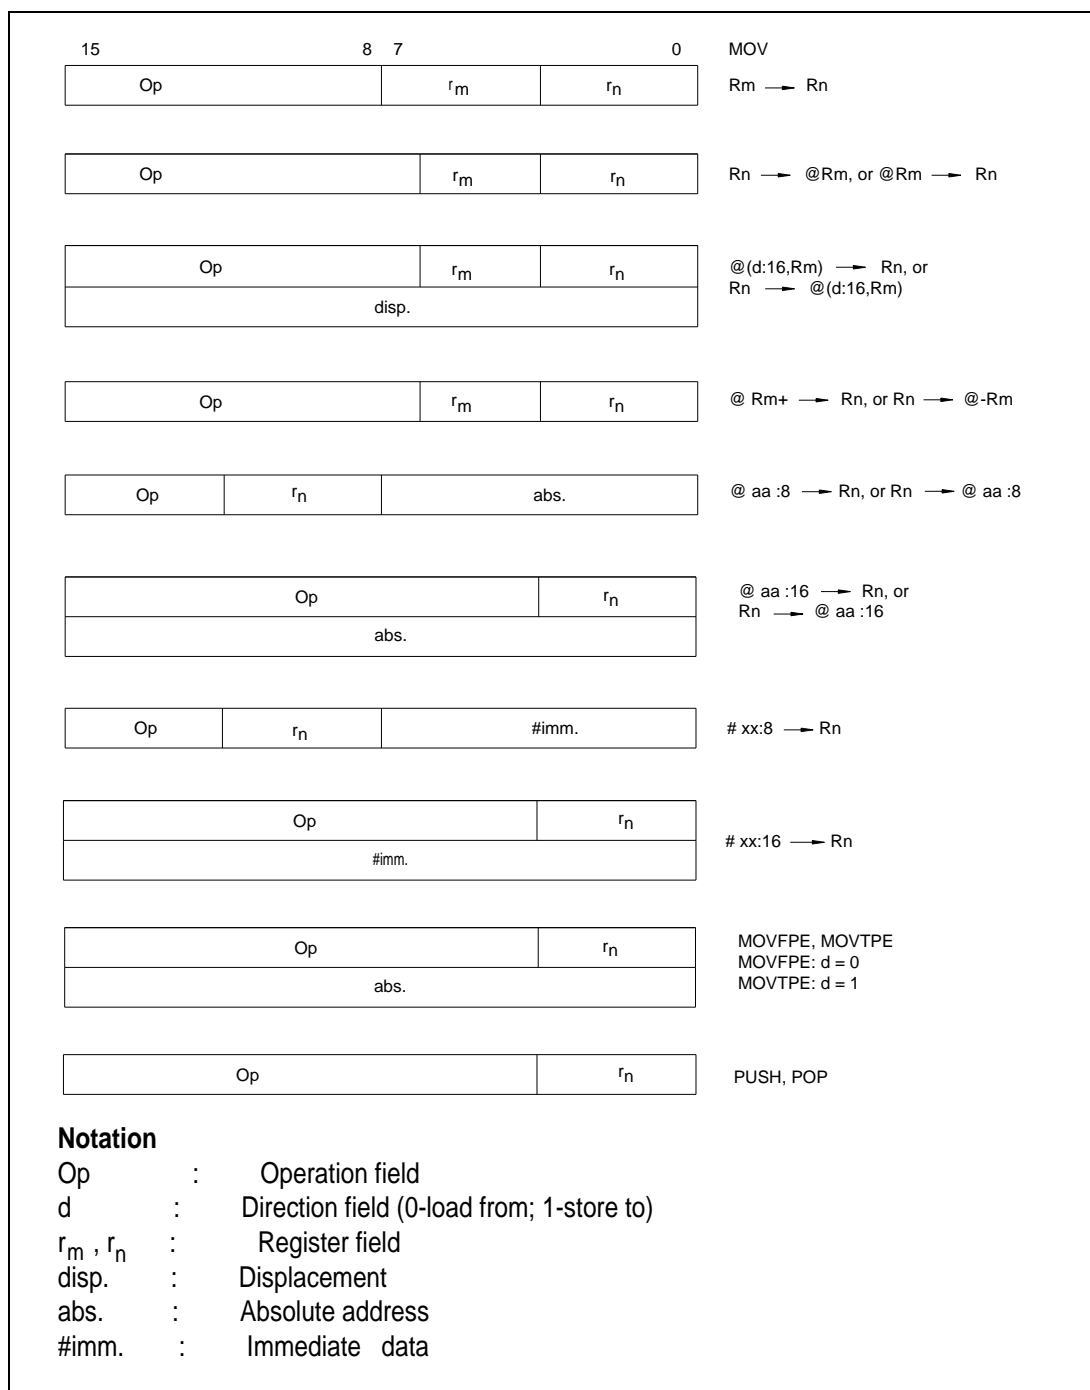 15 8 7 0 MOV
Op rm rn Rm → Rn
Op rm rn Rn → @Rm, or @Rm → Rn
Op rm rn @(d:16,Rm) → Rn, or
Rn → @(d:16,Rm)
disp.
Op rm rn @ Rm+ → Rn, or Rn → @-Rm
Op rn abs. @ aa :8 → Rn, or Rn → @ aa :8
Op rn @ aa :16 → Rn, or
Rn → @ aa :16
abs.
Op rn #imm. # xx:8 → Rn
Op rn # xx:16 → Rn
#imm.
Op rn MOVFPE, MOVTPE
MOVFPE: d = 0
abs. MOVTPE: d = 1
Op rn PUSH, POP
Notation
Op : Operation field
d : Direction field (0-load from; 1-store to)
rm , rn : Register field
disp. : Displacement
abs. : Absolute address
#imm. : Immediate data